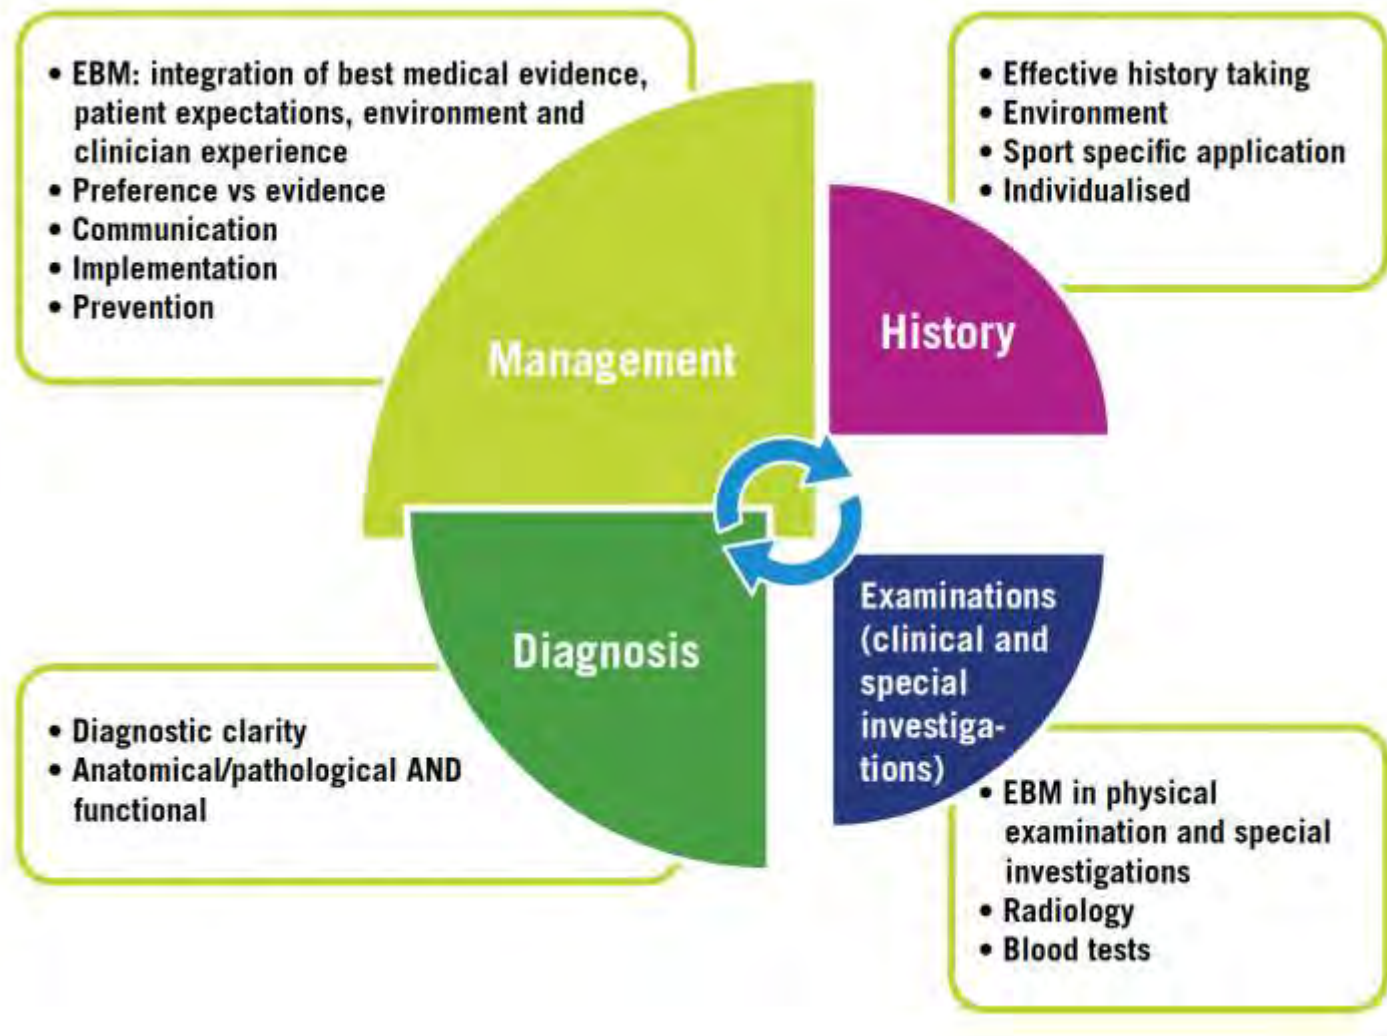 • EBM: integration of best medical evidence,
patient expectations, environment and
clinician experience
• Preference vs evidence
• Communication
• Implementation
• Prevention
• Effective history taking
• Environment
• Sport specific application
• Individualised
Management
History
Diagnosis
Examinations
(clinical and
special
investiga-
tions)
• Diagnostic clarity
• Anatomical/pathological AND
functional
• EBM in physical
examination and special
investigations
• Radiology
• Blood tests